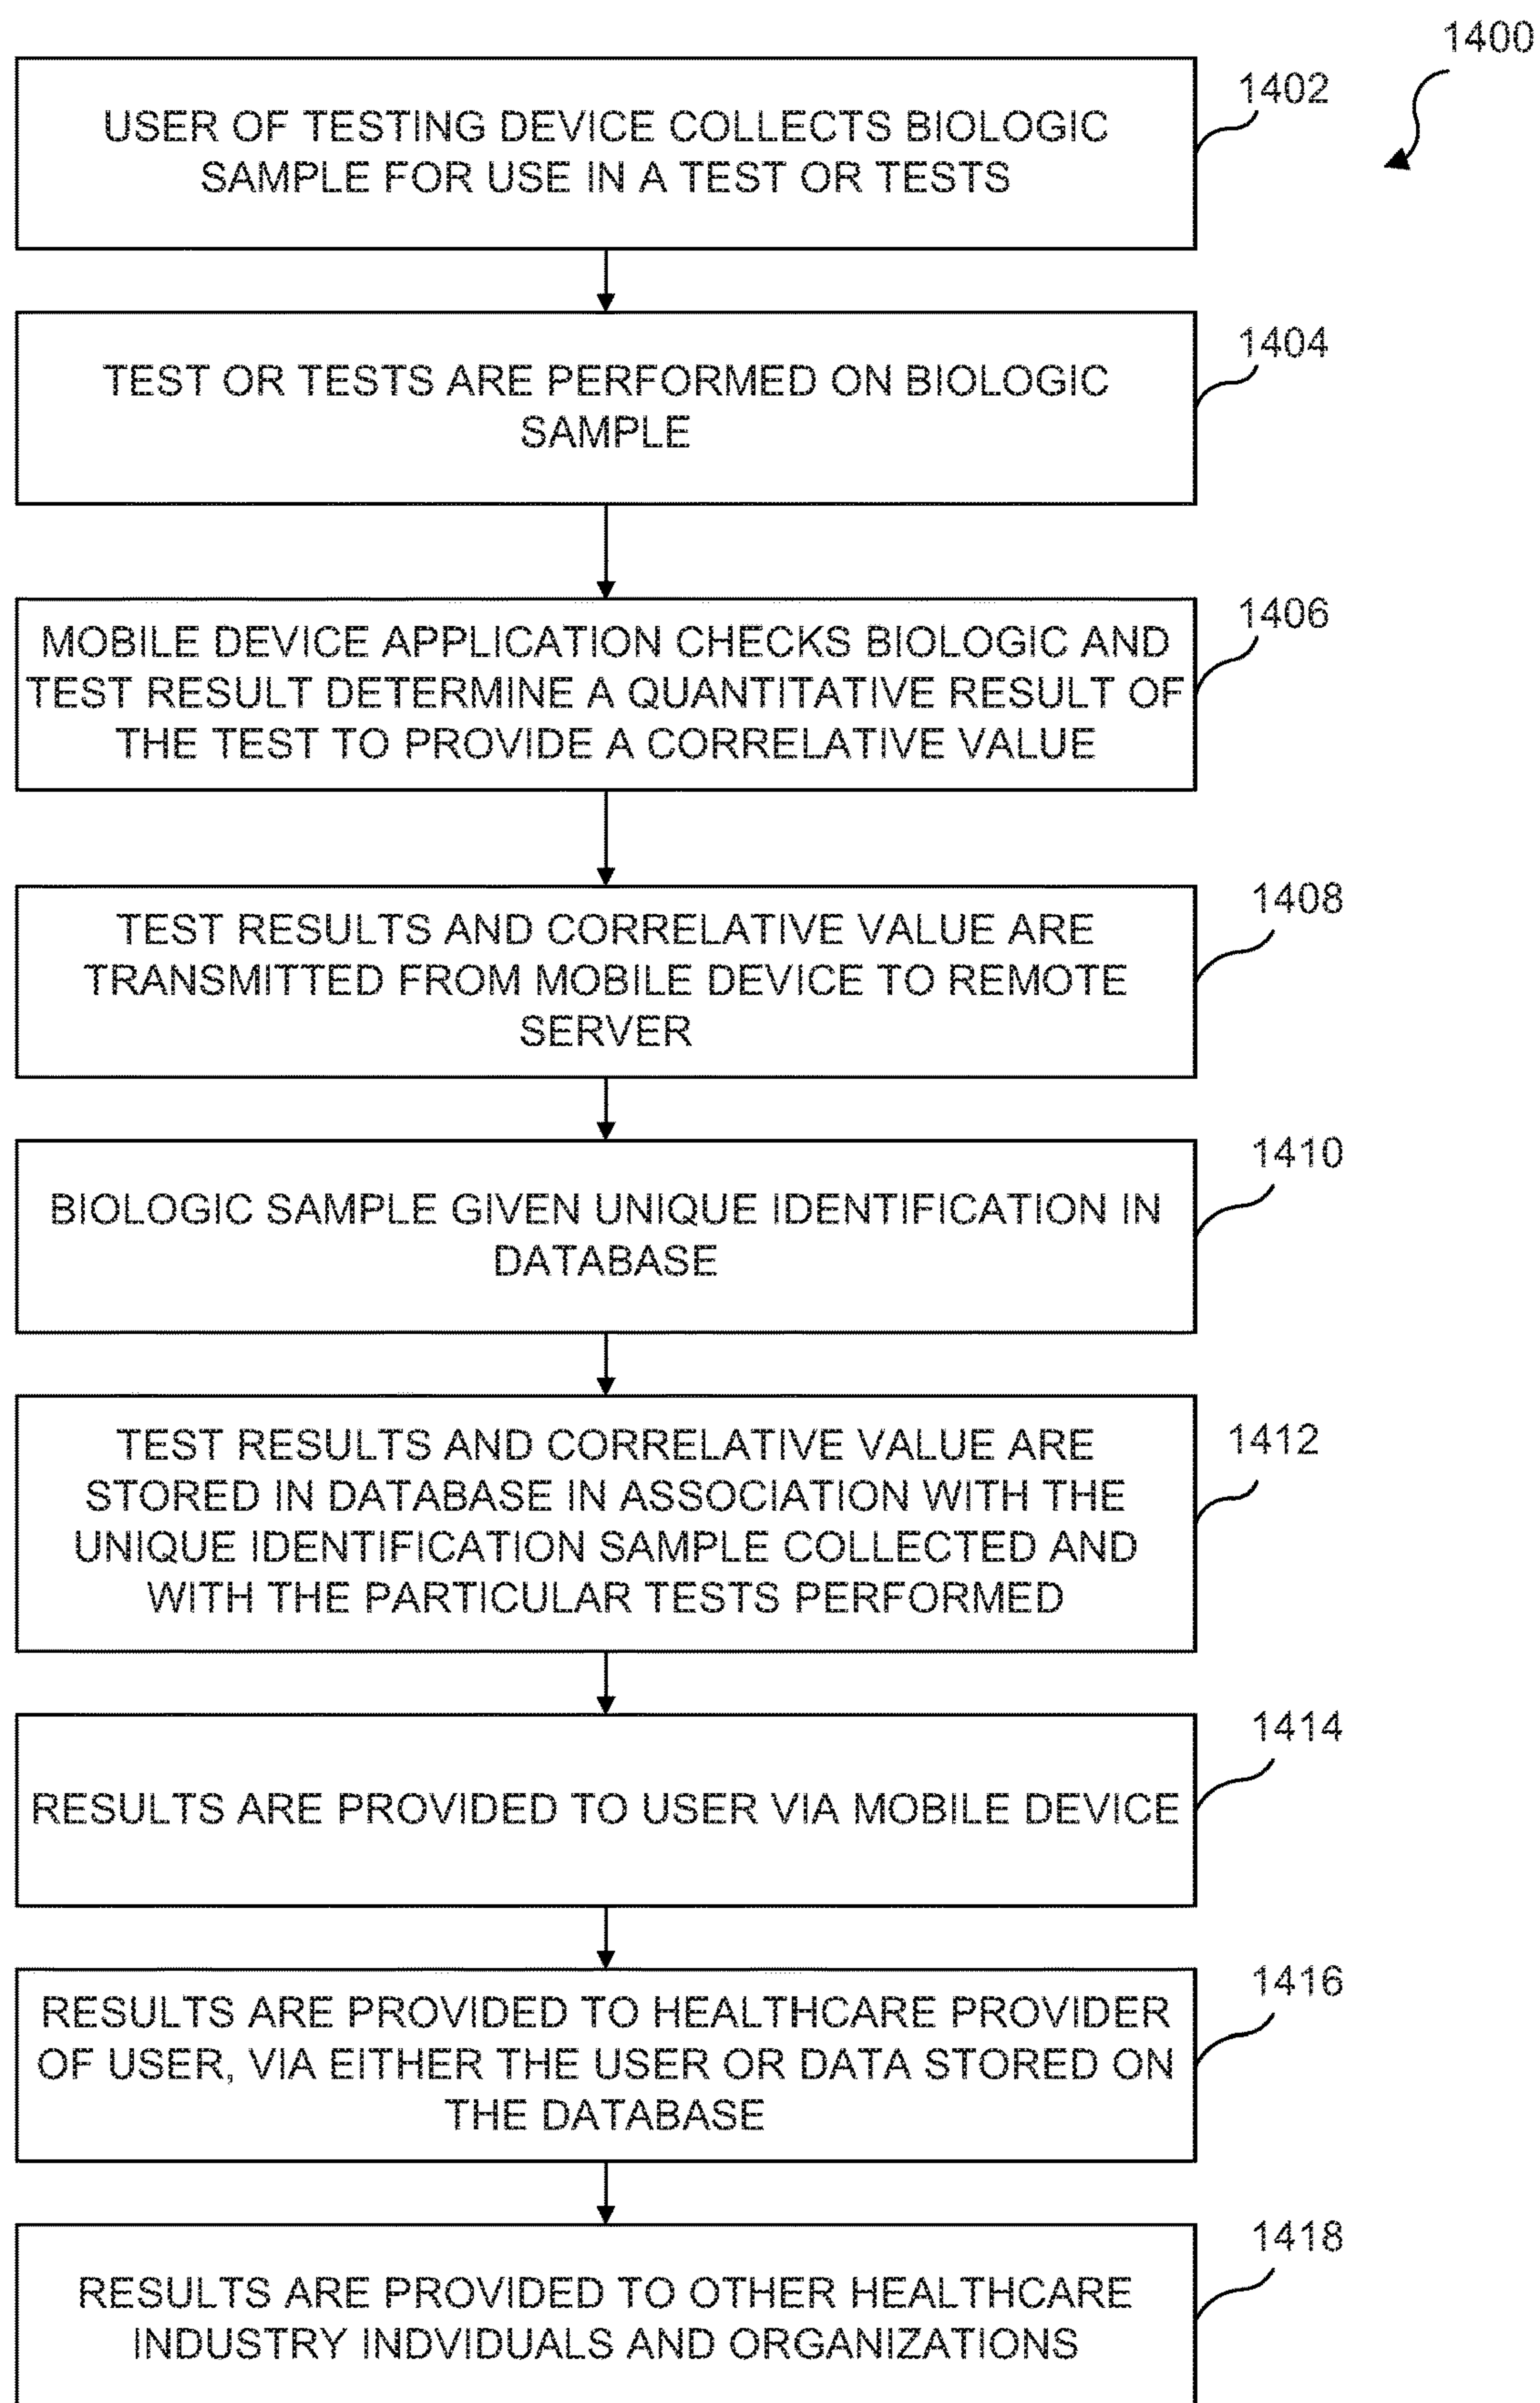 1400
1402
USER OF TESTING DEVICE COLLECTS BIOLOGIC
SAMPLE FOR USE IN A TEST OR TESTS
1404
TEST OR TESTS ARE PERFORMED ON BIOLOGIC
SAMPLE
1406
MOBILE DEVICE APPLICATION CHECKS BIOLOGIC AND
TEST RESULT DETERMINE A QUANTITATIVE RESULT OF
THE TEST TO PROVIDE A CORRELATIVE VALUE
1408
TEST RESULTS AND CORRELATIVE VALUE ARE
TRANSMITTED FROM MOBILE DEVICE TO REMOTE
SERVER
1410
BIOLOGIC SAMPLE GIVEN UNIQUE IDENTIFICATION IN
DATABASE
1412
TEST RESULTS AND CORRELATIVE VALUE ARE
STORED IN DATABASE IN ASSOCIATION WITH THE
UNIQUE IDENTIFICATION SAMPLE COLLECTED AND
WITH THE PARTICULAR TESTS PERFORMED
1414
RESULTS ARE PROVIDED TO USER VIA MOBILE DEVICE
1416
RESULTS ARE PROVIDED TO HEALTHCARE PROVIDER
OF USER, VIA EITHER THE USER OR DATA STORED ON
THE DATABASE
1418
RESULTS ARE PROVIDED TO OTHER HEALTHCARE
INDUSTRY INDVIDUALS AND ORGANIZATIONS